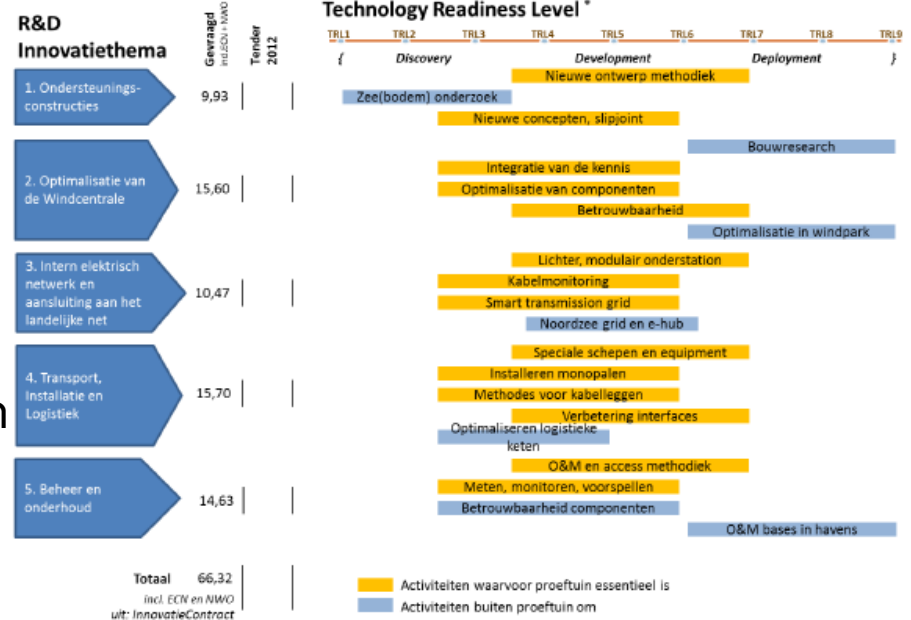 Technology Readiness Level *
R&D
Innovatiethema
Gevraagd
incl.ECN + NWO
Tender
2012
TRL1 TRL2 TRL3 TRL4 TRL5 TRL6 TRL7 TRL8 TRL9
{ Discovery Development Deployment }
1. Ondersteunings-
constructies
9,93
Nieuwe ontwerp methodiek
Zee(bodem) onderzoek
Nieuwe concepten, slipjoint
Bouwresearch
2. Optimalisatie van
de Windcentrale
15,60
Integratie van de kennis
Optimalisatie van componenten
Betrouwbaarheid
Optimalisatie in windpark
3. Intern elektrisch
netwerk en
aansluiting aan het
landelijke net
10,47
Lichter, modulair onderstation
Kabelmonitoring
Smart transmission grid
Noordzee grid en e-hub
4. Transport,
Installatie en
Logistiek
15,70
Speciale schepen en equipment
Installeren monopalen
Methodes voor kabelleggen
Verbetering interfaces
Optimaliseren logistieke
keten
n
5. Beheer en
onderhoud
14,63
O&M en access methodiek
Meten, monitoren, voorspellen
Betrouwbaarheid componenten
O&M bases in havens
Totaal 66,32
incl. ECN en NWO
uit: InnovatieContract
Activiteiten waarvoor proeftuin essentieel is
Activiteiten buiten proeftuin om